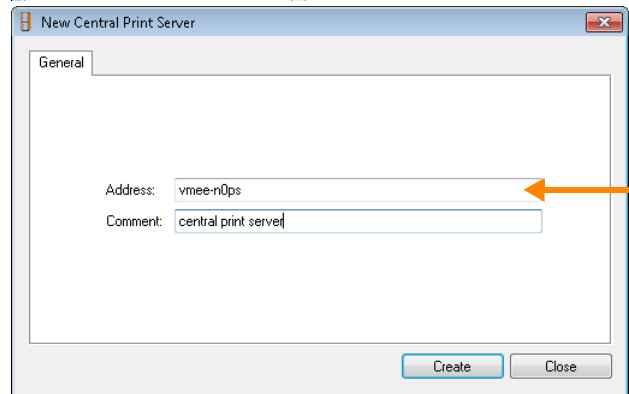 New Central Print Server
General
Address: vmee-n0ps
Comment: central print server
Create Close